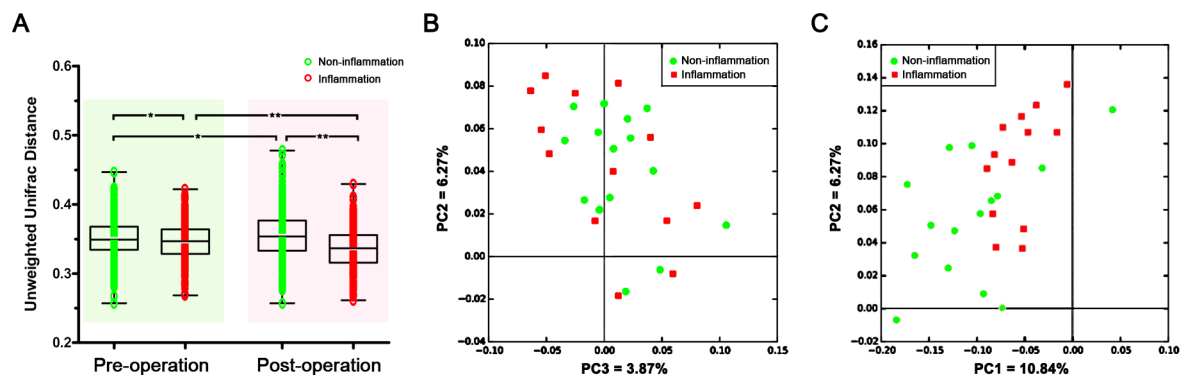 A
Unweighted Unifrac Distance
0.6
0.5
0.4
0.3
0.2
Non-inflammation
Inflammation
*
**
*
**
Pre-operation
Post-operation
B
PC2 = 6.27%
0.10
0.08
0.06
0.04
0.02
0.00
−0.02
−0.04
Non-inflammation
Inflammation
−0.10
−0.05
0.00
0.05
0.10
0.15
PC3 = 3.87%
C
PC2 = 6.27%
0.16
0.14
0.12
0.10
0.08
0.06
0.04
0.02
0.00
−0.02
Non-inflammation
Inflammation
−0.20
−0.15
−0.10
−0.05
0.00
0.05
0.10
PC1 = 10.84%